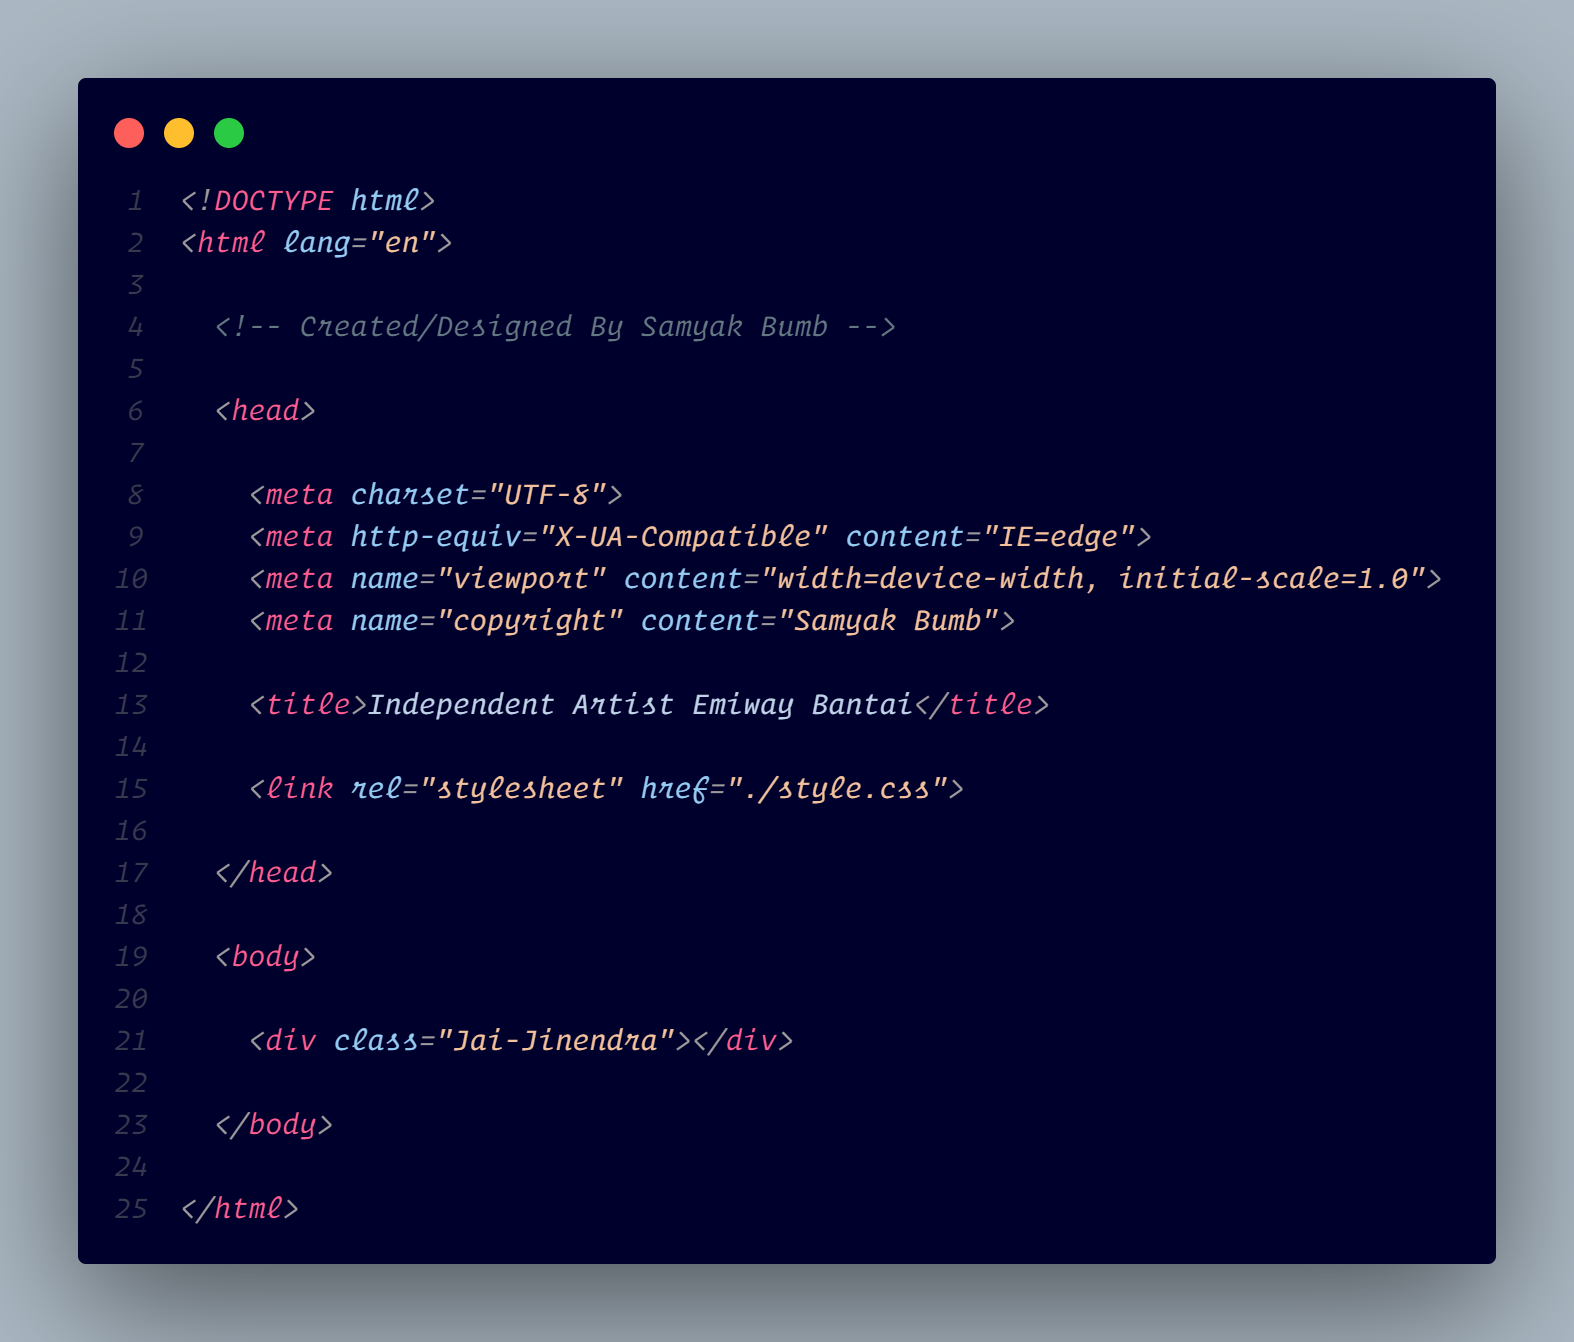 1 <!DOCTYPE html>
2 <html lang="en">
3
4 <!-- Created/Designed By Samyak Bumb -->
5
6 <head>
7
8 <meta charset="UTF-8">
9 <meta http-equiv="X-UA-Compatible" content="IE=edge">
10 <meta name="viewport" content="width=device-width, initial-scale=1.0">
11 <meta name="copyright" content="Samyak Bumb">
12
13 <title>Independent Artist Emiway Bantai</title>
14
15 <link rel="stylesheet" href="./style.css">
16
17 </head>
18
19 <body>
20
21 <div class="Jai-Jinendra"></div>
22
23 </body>
24
25 </html>